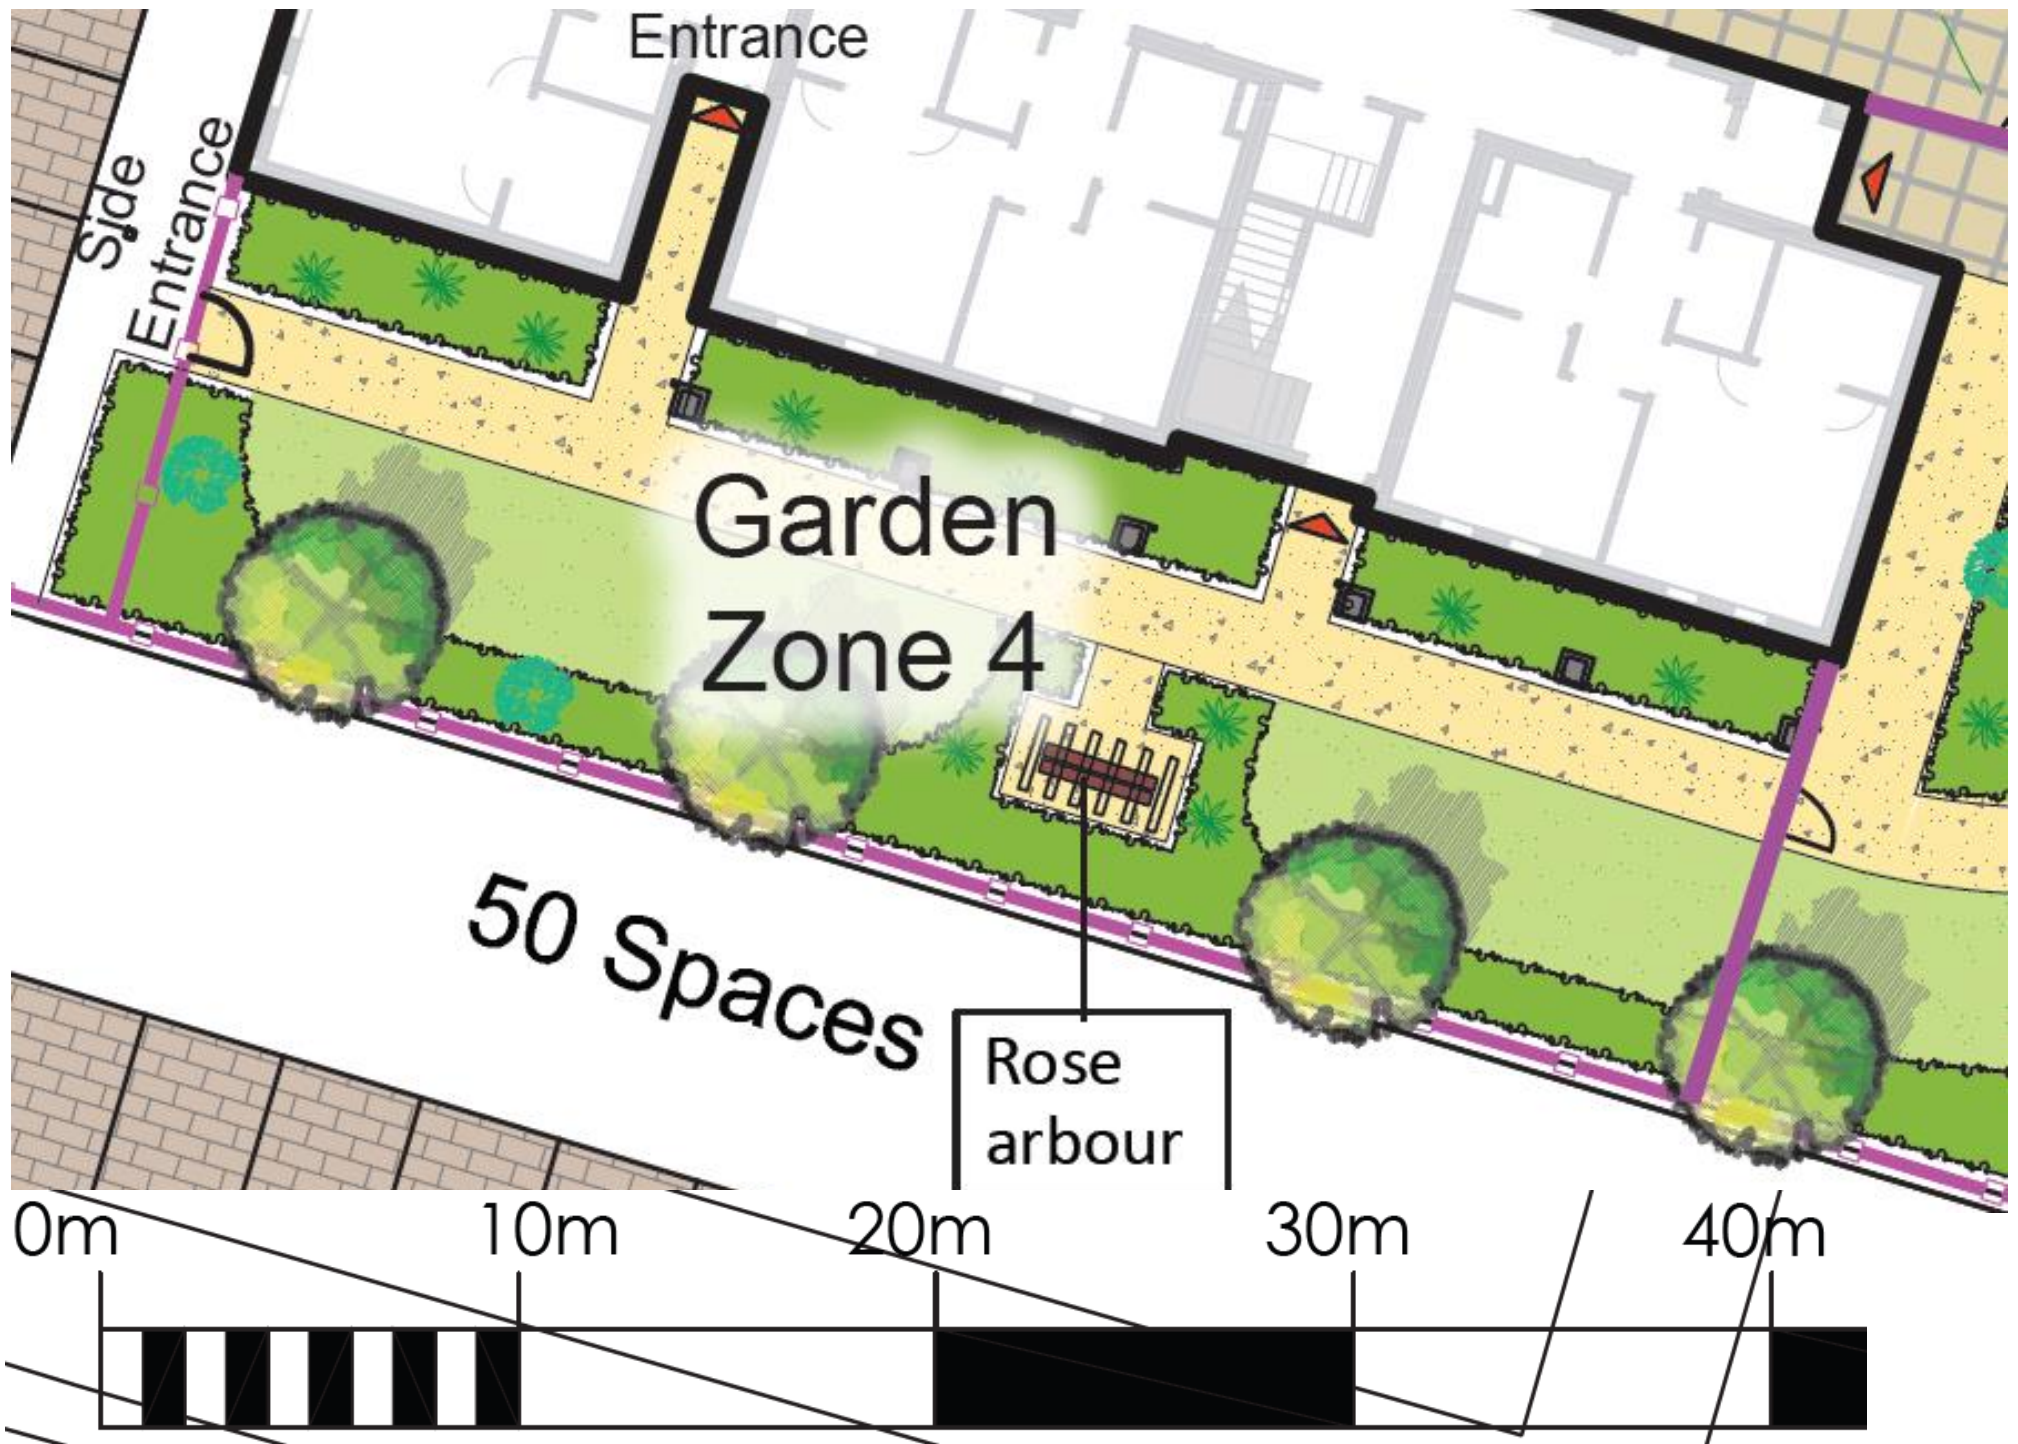 Entrance
Side
Entrance
Garden
Zone 4
50 Spaces
Rose
arbour
0m 10m 20m 30m 40m